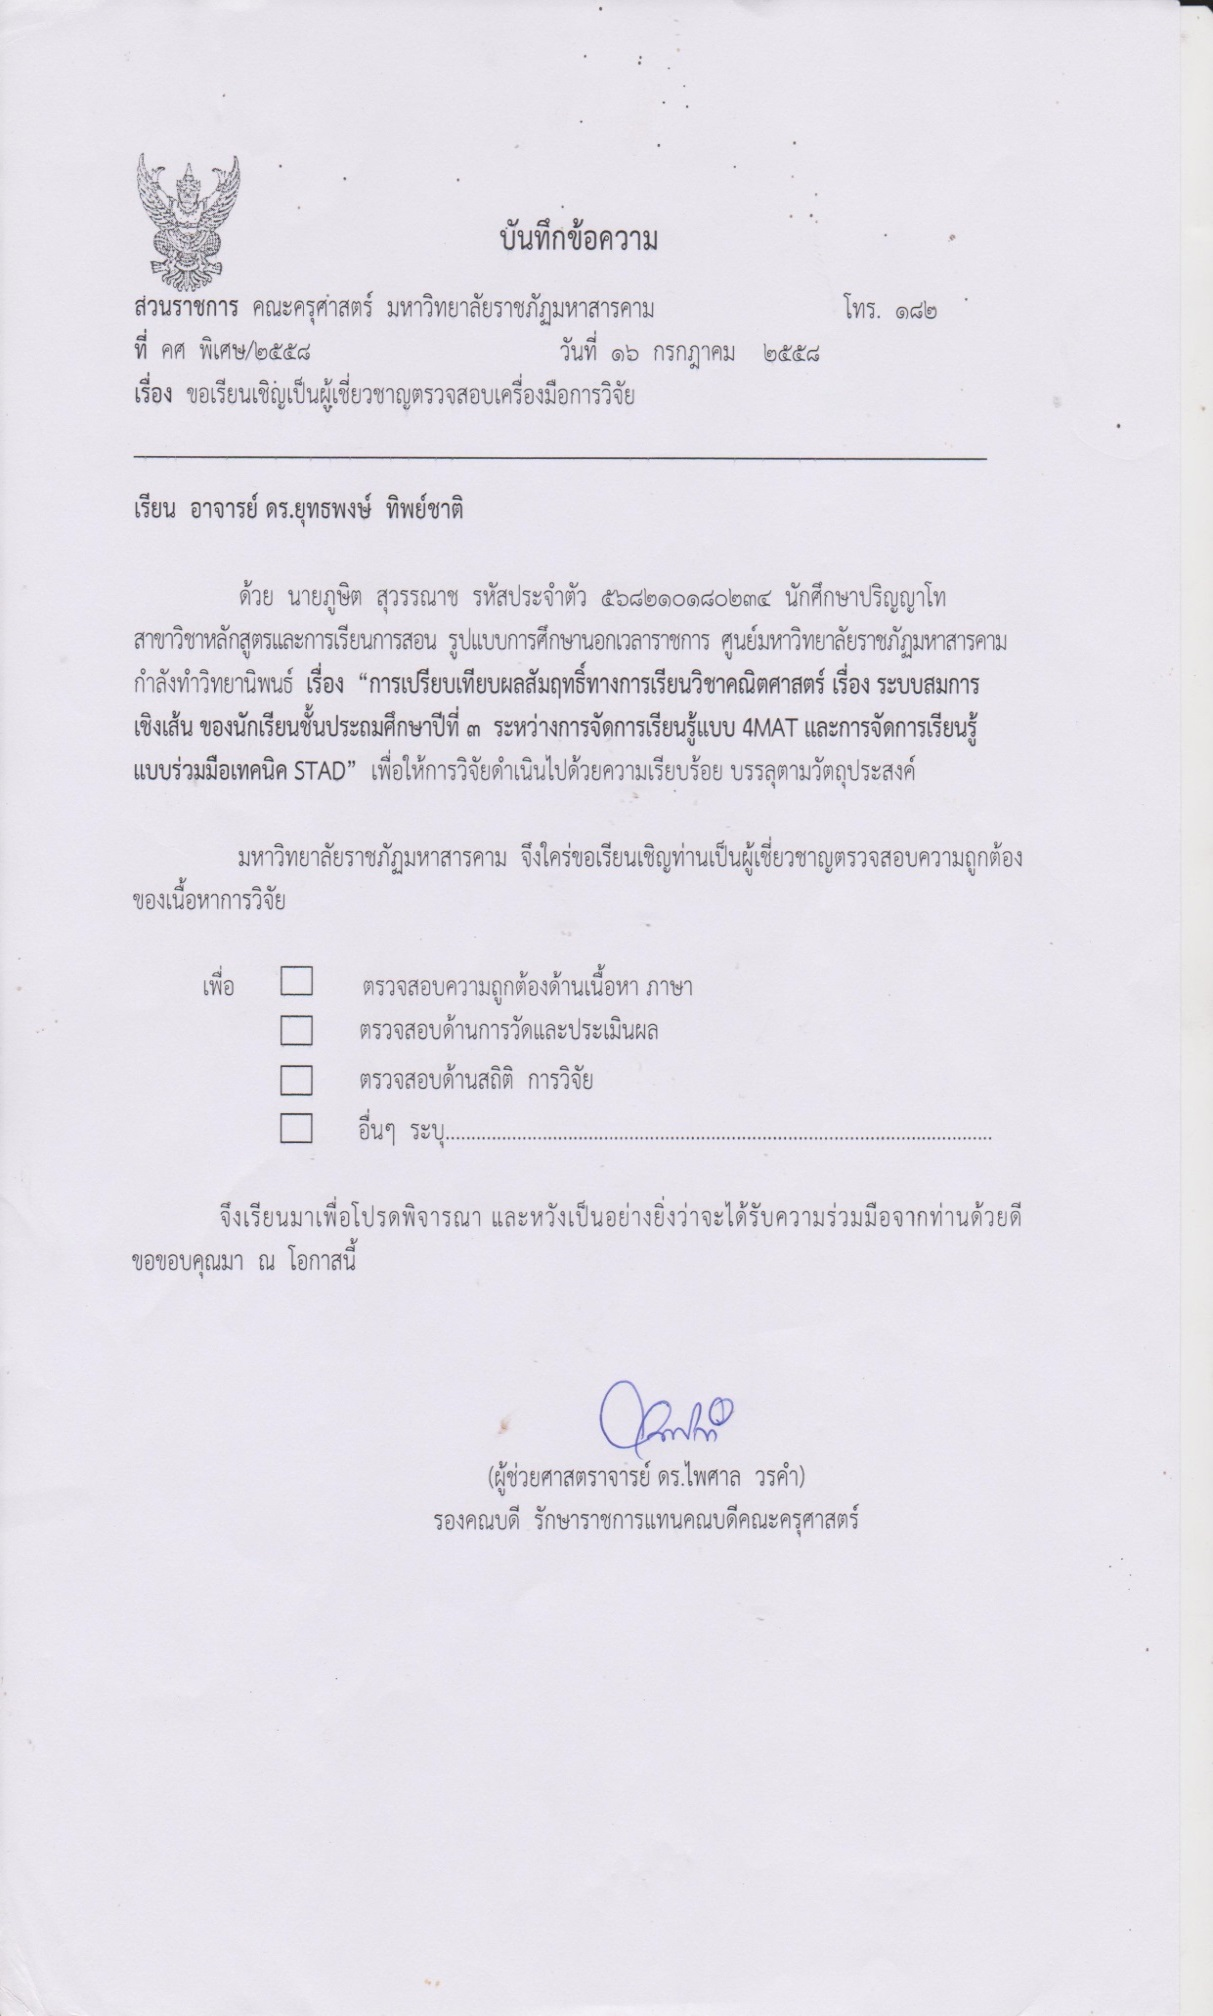 บันทึกข้อความ
ส่วนราชการ คณะครุศาสตร์ มหาวิทยาลัยราชภัฏมหาสารคาม โทร. ๑๘๒
ที่ คศ พิเศษ/๒๕๕๘ วันที่ ๑๖ กรกฎาคม ๒๕๕๘
เรื่อง ขอเรียนเชิญเป็นผู้เชี่ยวชาญตรวจสอบเครื่องมือการวิจัย
เรียน อาจารย์ ดร.ยุทธพงษ์ ทิพย์ชาติ
ด้วย นายภูษิต สุวรรณาช รหัสประจำตัว ๕๖๘๒๑๐๑๘๐๒๓๔ นักศึกษาปริญญาโท
สาขาวิชาหลักสูตรและการเรียนการสอน รูปแบบการศึกษานอกเวลาราชการ ศูนย์มหาวิทยาลัยราชภัฏมหาสารคาม
กำลังทำวิทยานิพนธ์ เรื่อง “การเปรียบเทียบผลสัมฤทธิ์ทางการเรียนวิชาคณิตศาสตร์ เรื่อง ระบบสมการ
เชิงเส้น ของนักเรียนชั้นประถมศึกษาปีที่ ๓ ระหว่างการจัดการเรียนรู้แบบ 4MAT และการจัดการเรียนรู้
แบบร่วมมือเทคนิค STAD” เพื่อให้การวิจัยดำเนินไปด้วยความเรียบร้อย บรรลุตามวัตถุประสงค์
มหาวิทยาลัยราชภัฏมหาสารคาม จึงใคร่ขอเรียนเชิญท่านเป็นผู้เชี่ยวชาญตรวจสอบความถูกต้อง
ของเนื้อหาการวิจัย
เพื่อ ตรวจสอบความถูกต้องด้านเนื้อหา ภาษา
ตรวจสอบด้านการวัดและประเมินผล
ตรวจสอบด้านสถิติ การวิจัย
อื่นๆ ระบุ..........................................................................................................
จึงเรียนมาเพื่อโปรดพิจารณา และหวังเป็นอย่างยิ่งว่าจะได้รับความร่วมมือจากท่านด้วยดี
ขอขอบคุณมา ณ โอกาสนี้
(ผู้ช่วยศาสตราจารย์ ดร.ไพศาล วรคำ)
รองคณบดี รักษาราชการแทนคณบดีคณะครุศาสตร์